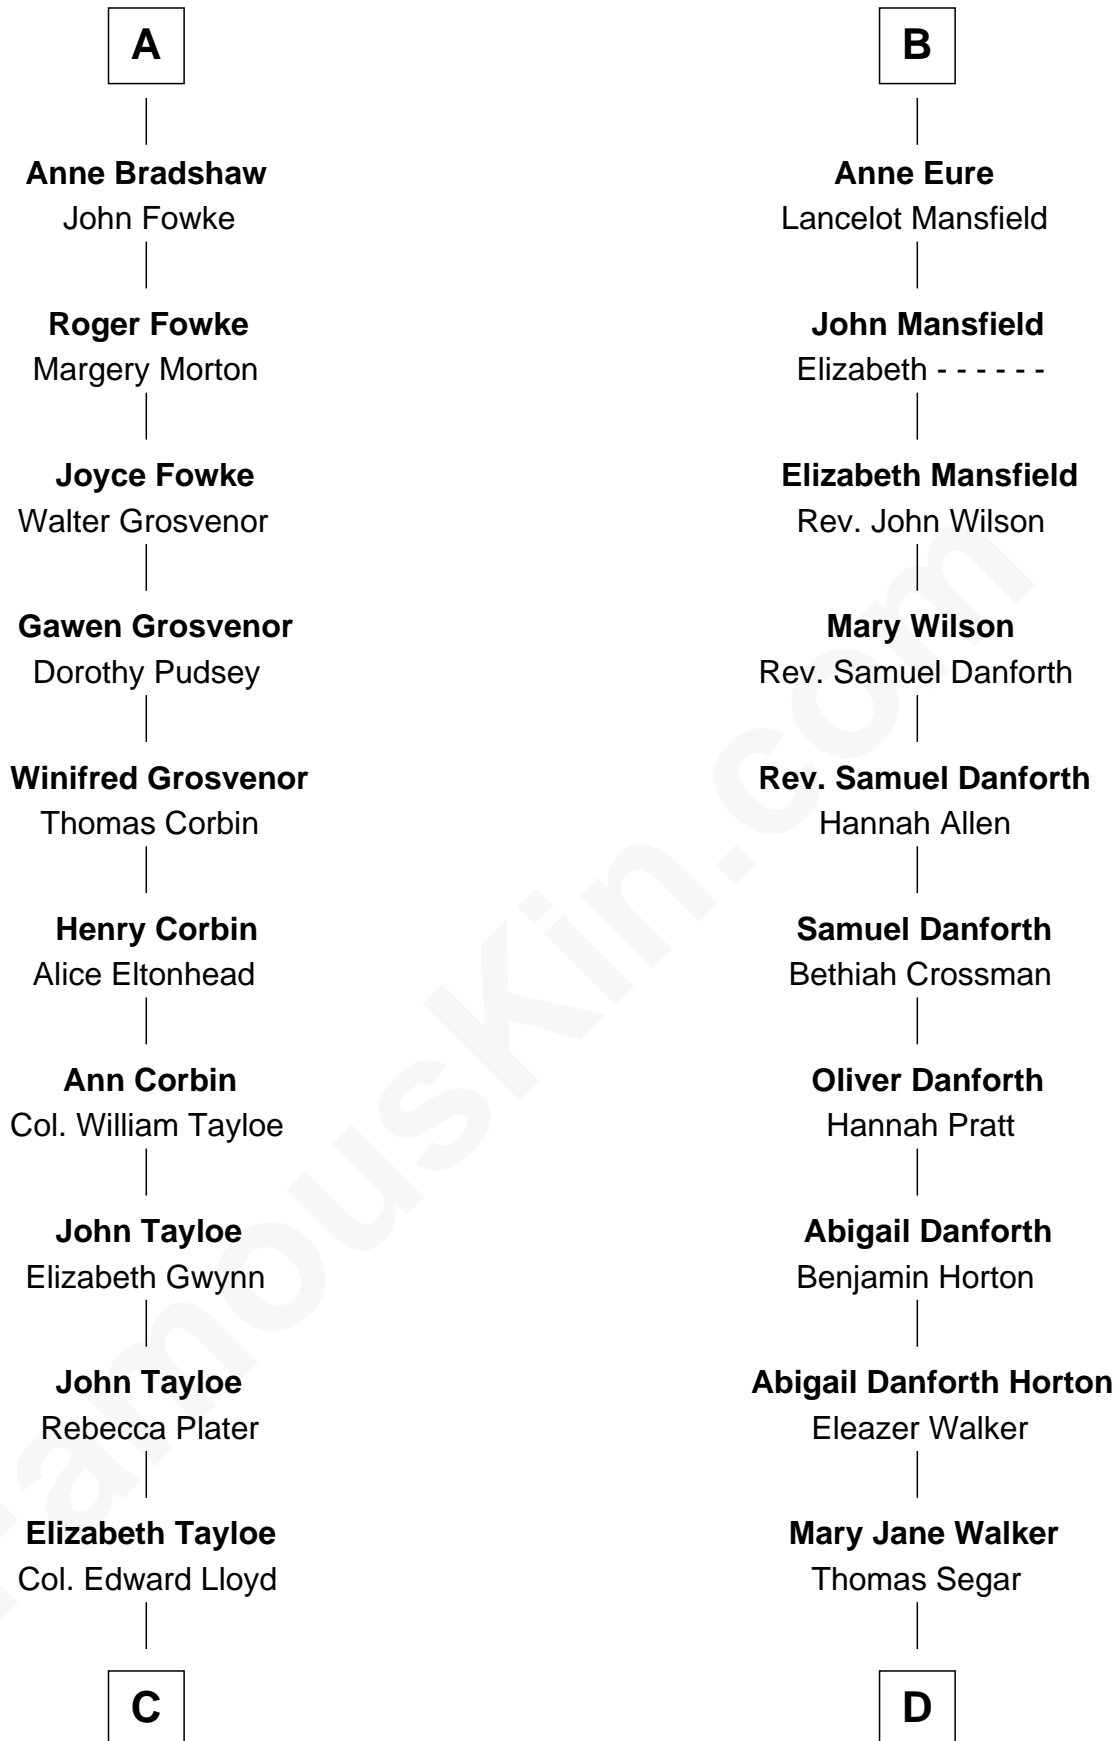 A
Anne Bradshaw
John Fowke
Roger Fowke
Margery Morton
Joyce Fowke
Walter Grosvenor
Gawen Grosvenor
Dorothy Pudsey
Winifred Grosvenor
Thomas Corbin
Henry Corbin
Alice Eltonhead
Ann Corbin
Col. William Tayloe
John Tayloe
Elizabeth Gwynn
John Tayloe
Rebecca Plater
Elizabeth Tayloe
Col. Edward Lloyd
C
B
Anne Eure
Lancelot Mansfield
John Mansfield
Elizabeth - - - - - -
Elizabeth Mansfield
Rev. John Wilson
Mary Wilson
Rev. Samuel Danforth
Rev. Samuel Danforth
Hannah Allen
Samuel Danforth
Bethiah Crossman
Oliver Danforth
Hannah Pratt
Abigail Danforth
Benjamin Horton
Abigail Danforth Horton
Eleazer Walker
Mary Jane Walker
Thomas Segar
D
FamousKin.com